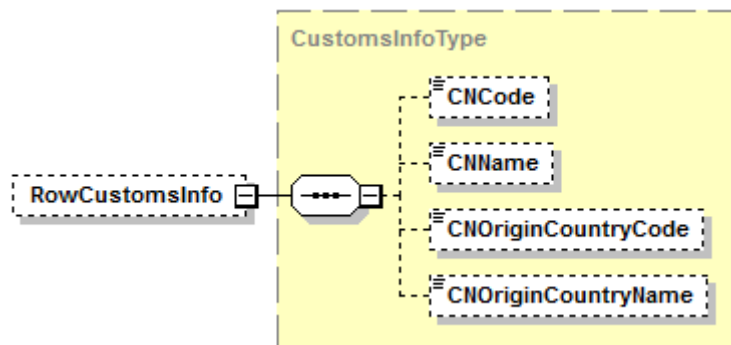 CustomsInfoType
CNCode
CNName
RowCustomsInfo
CNOriginCountryCode
CNOriginCountryName